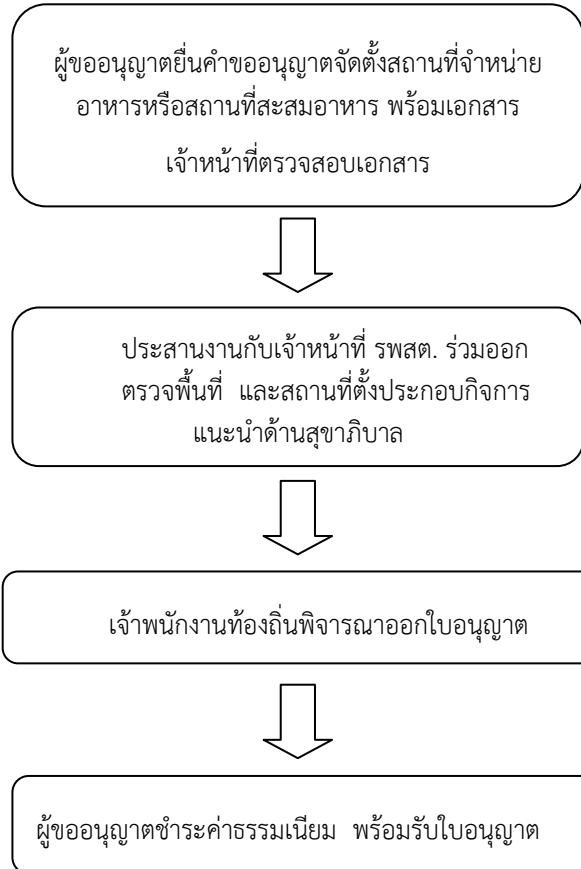 ผู้ขออนุญาตยื่นคำขออนุญาตจัดตั้งสถานที่จำหน่าย
อาหารหรือสถานที่สะสมอาหาร พร้อมเอกสาร
เจ้าหน้าที่ตรวจสอบเอกสาร
ประสานงานกับเจ้าหน้าที่ รพสต. ร่วมออก
ตรวจพื้นที่ และสถานที่ตั้งประกอบกิจการ
แนะนำด้านสุขาภิบาล
เจ้าพนักงานท้องถิ่นพิจารณาออกใบอนุญาต
ผู้ขออนุญาตชำระค่าธรรมเนียม พร้อมรับใบอนุญาต